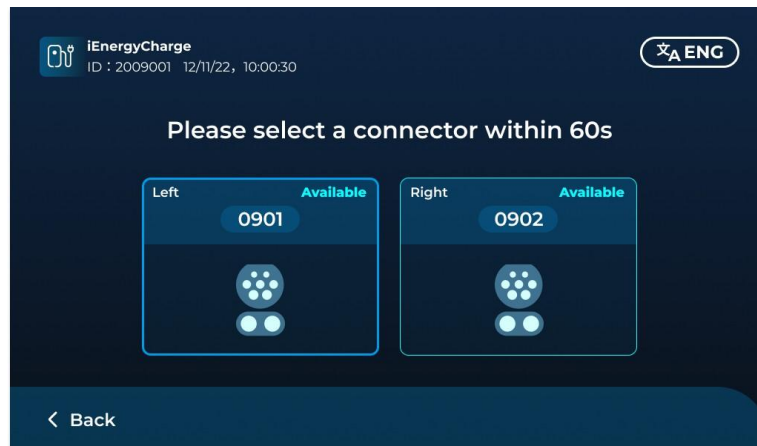 iEnergyCharge
ID：2009001 12/11/22，10:00:30
文A ENG
Please select a connector within 60s
Left Available
0901
Right Available
0902
Back